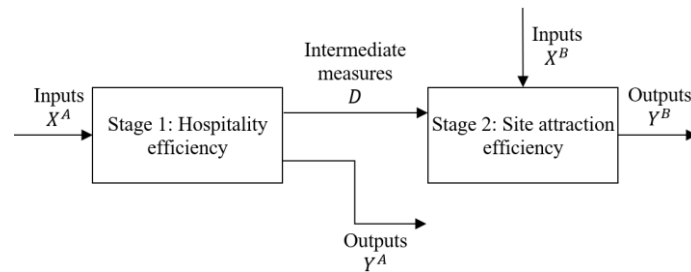 Inputs
X^A
Stage 1: Hospitality
efficiency
Intermediate
measures
D
Outputs
Y^A
Inputs
X^B
Stage 2: Site attraction
efficiency
Outputs
Y^B